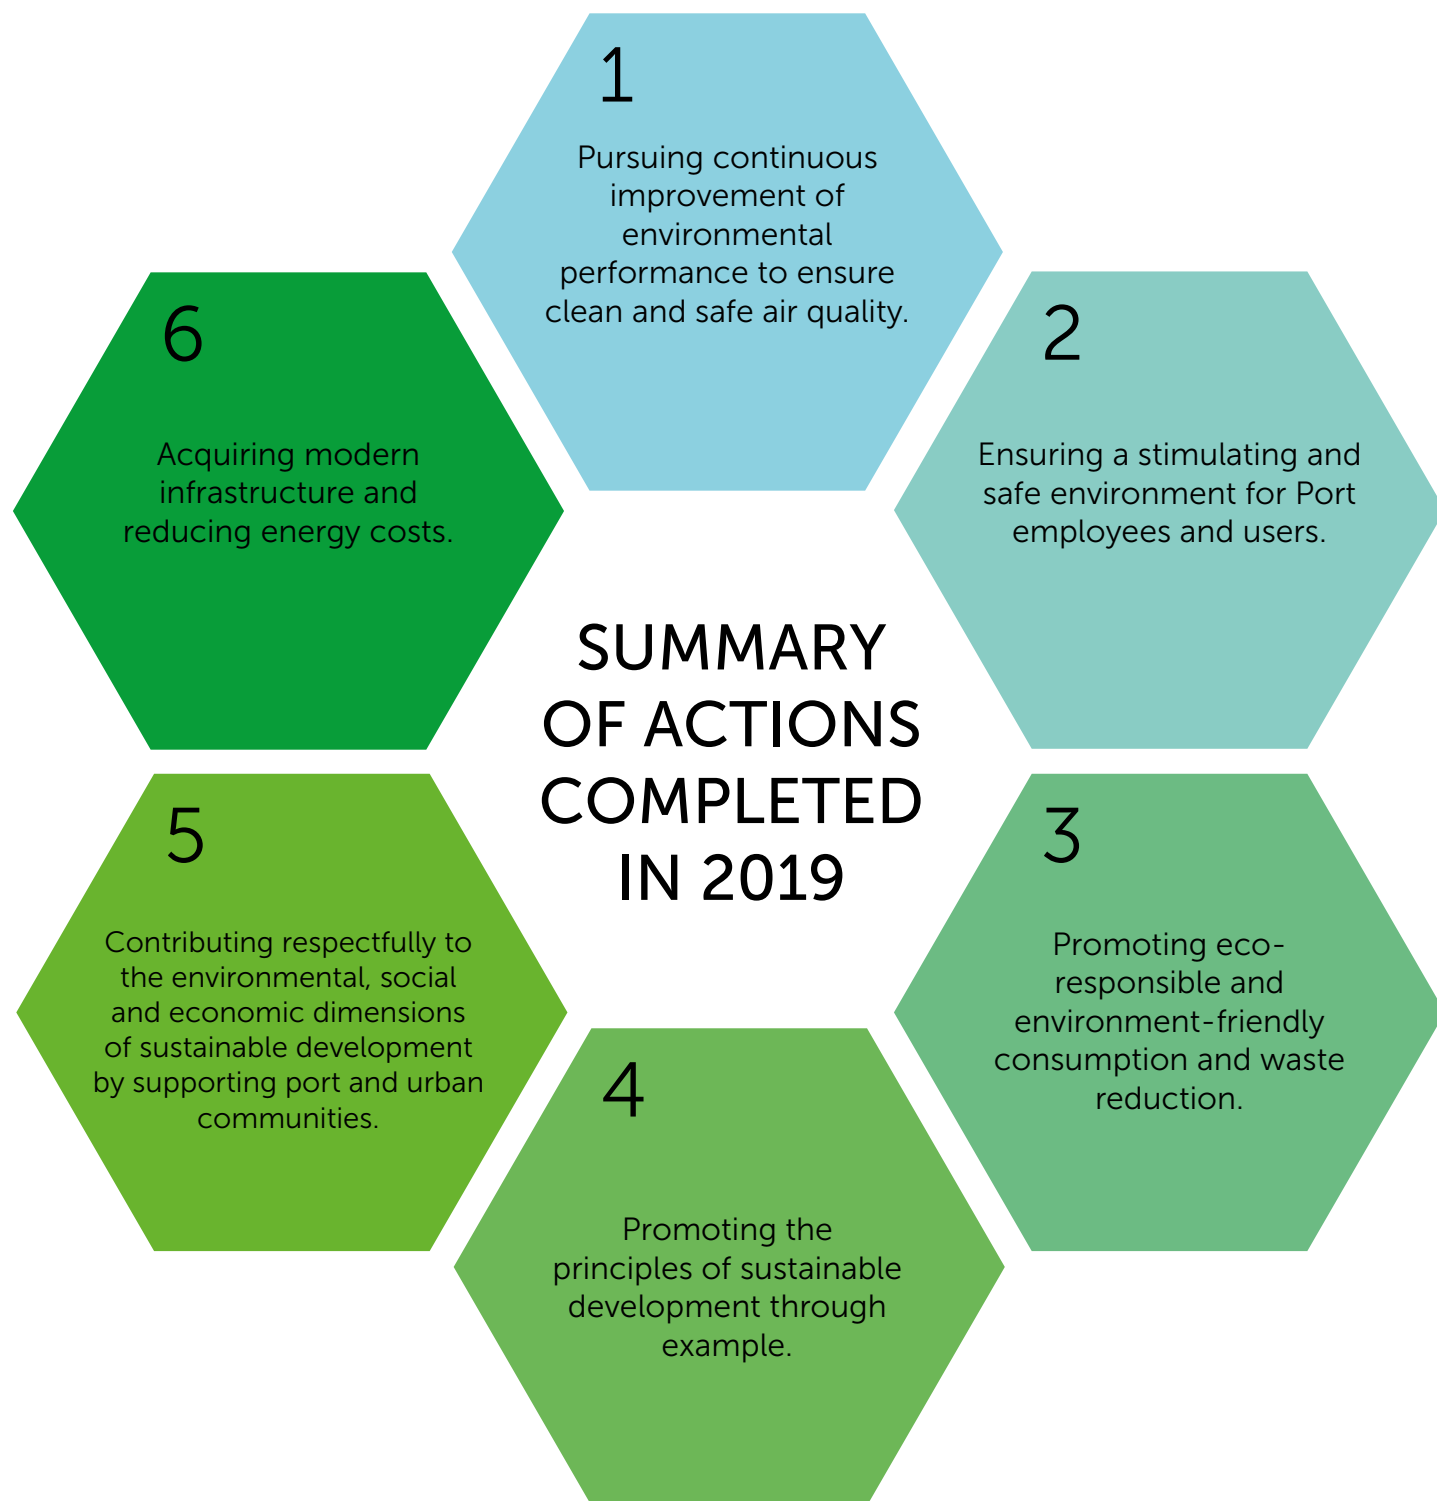 1
Pursuing continuous
improvement of
environmental
performance to ensure
clean and safe air quality.
2
Ensuring a stimulating and
safe environment for Port
employees and users.
3
Promoting eco-
responsible and
environment-friendly
consumption and waste
reduction.
4
Promoting the
principles of sustainable
development through
example.
5
Contributing respectfully to
the environmental, social
and economic dimensions
of sustainable development
by supporting port and urban
communities.
6
Acquiring modern
infrastructure and
reducing energy costs.
SUMMARY
OF ACTIONS
COMPLETED
IN 2019